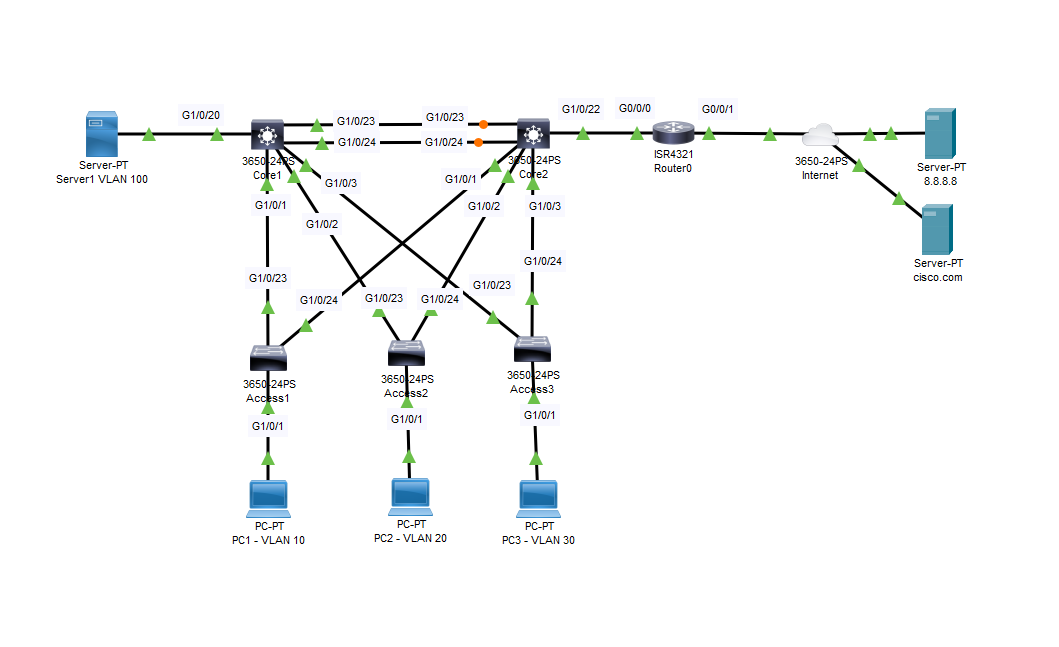 G1/0/20
G1/0/23
G1/0/23
G1/0/22
G0/0/0
G0/0/1
G1/0/24
G1/0/24
Server-PT
Server1 VLAN 100
3650-24PS
Core1
3650-24PS
Core2
ISR4321
Router0
3650-24PS
Internet
Server-PT
8.8.8.8
G1/0/3
G1/0/1
G1/0/1
G1/0/2
G1/0/3
G1/0/2
Server-PT
cisco.com
G1/0/24
G1/0/23
G1/0/23
G1/0/24
G1/0/23
G1/0/24
3650-24PS
Access1
3650-24PS
Access2
3650-24PS
Access3
G1/0/1
G1/0/1
G1/0/1
PC-PT
PC1 - VLAN 10
PC-PT
PC2 - VLAN 20
PC-PT
PC3 - VLAN 30